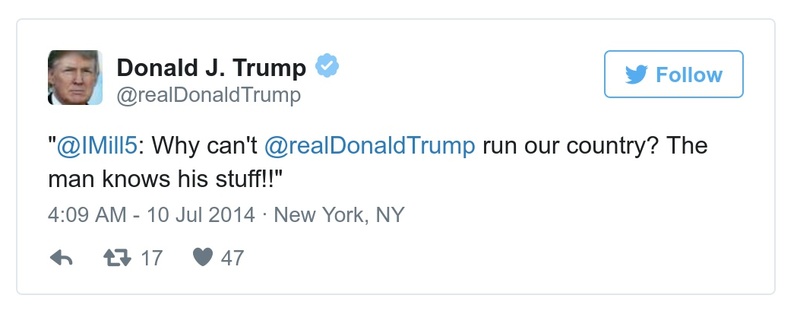 Donald J. Trump
@realDonaldTrump
Follow
"@IMill5: Why can't @realDonaldTrump run our country? The
man knows his stuff!!"
4:09 AM - 10 Jul 2014 · New York, NY
17 47